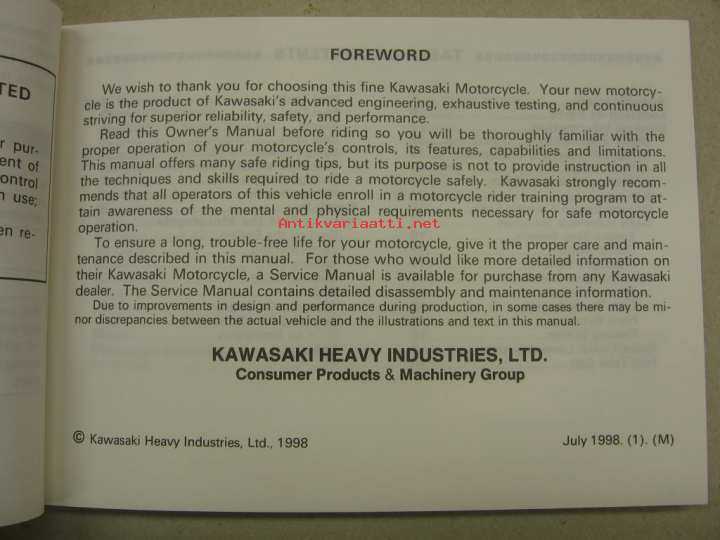 TED
r pur-
ent of
ontrol
n use;
en re-
FOREWORD
We wish to thank you for choosing this fine Kawasaki Motorcycle. Your new motorcy-
cle is the product of Kawasaki's advanced engineering, exhaustive testing, and continuous
striving for superior reliability, safety, and performance.
Read this Owner's Manual before riding so you will be thoroughly familiar with the
proper operation of your motorcycle's controls, its features, capabilities and limitations.
This manual offers many safe riding tips, but its purpose is not to provide instruction in all
the techniques and skills required to ride a motorcycle safely. Kawasaki strongly recom-
mends that all operators of this vehicle enroll in a motorcycle rider training program to at-
tain awareness of the mental and physical requirements necessary for safe motorcycle
operation.
Antikvariaatti.net
To ensure a long, trouble-free life for your motorcycle, give it the proper care and main-
tenance described in this manual. For those who would like more detailed information on
their Kawasaki Motorcycle, a Service Manual is available for purchase from any Kawasaki
dealer. The Service Manual contains detailed disassembly and maintenance information.
Due to improvements in design and performance during production, in some cases there may be mi-
nor discrepancies between the actual vehicle and the illustrations and text in this manual.
KAWASAKI HEAVY INDUSTRIES, LTD.
Consumer Products & Machinery Group
© Kawasaki Heavy Industries, Ltd., 1998
July 1998. (1). (M)